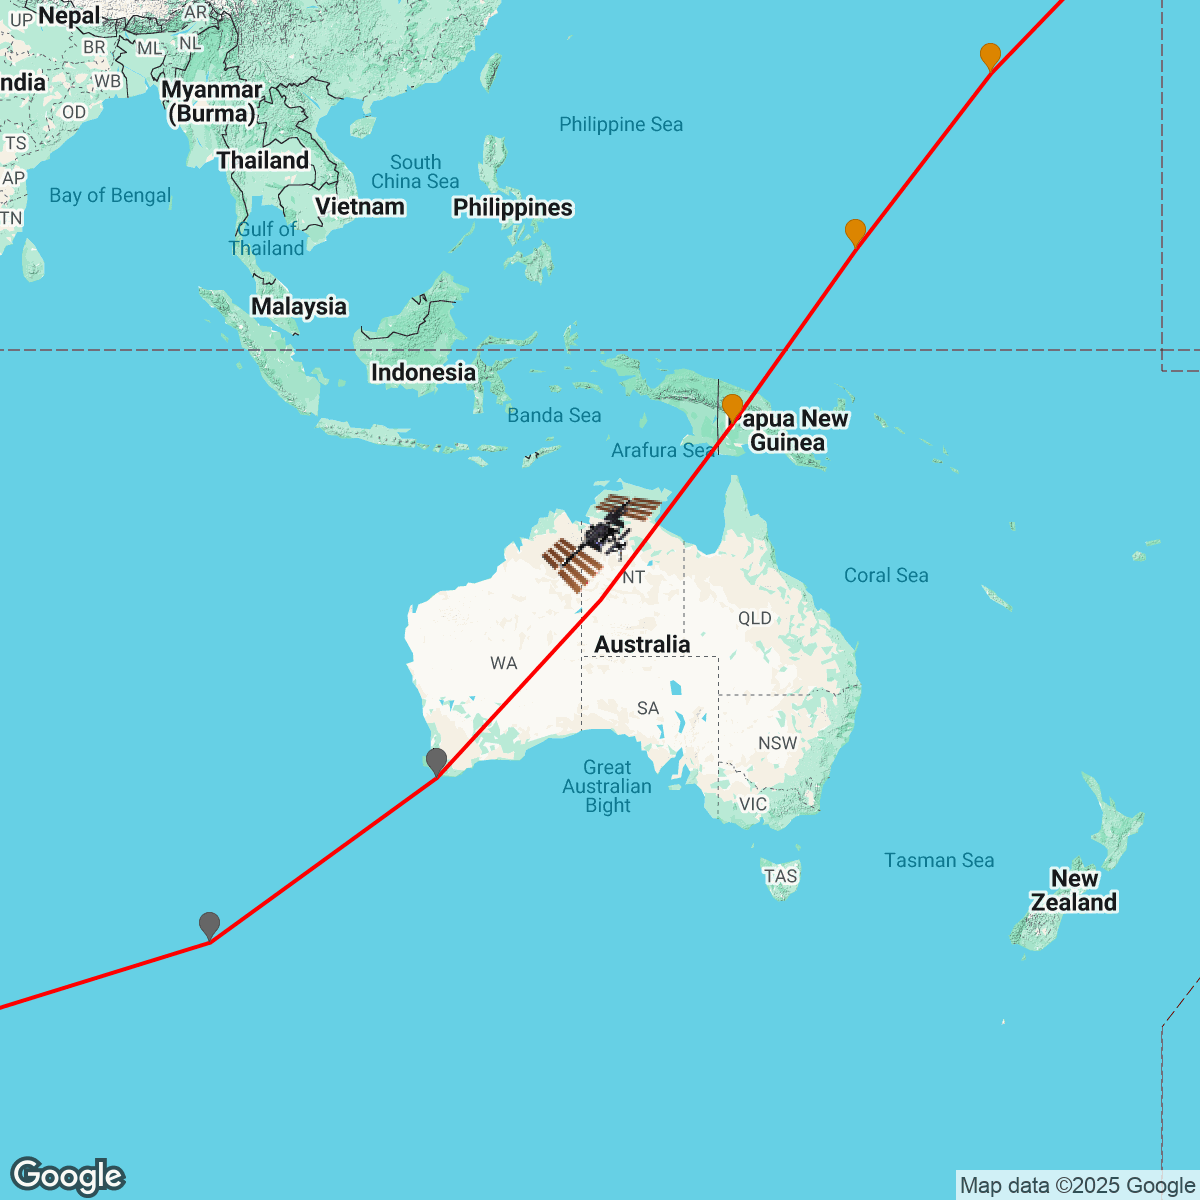 UP
Nepal
AR
BR
ML
NL
ndia
WB
Myanmar
(Burma)
OD
TS
Thailand
AP
Bay of Bengal
TN
Gulf of
Thailand
South
China Sea
Vietnam
Philippine Sea
Philippines
Malaysia
Indonesia
Banda Sea
Arafura Sea
Papua New
Guinea
NT
Coral Sea
QLD
Australia
WA
SA
NSW
Great
Australian
Bight
VIC
TAS
Tasman Sea
New
Zealand
Google
Map data ©2025 Google